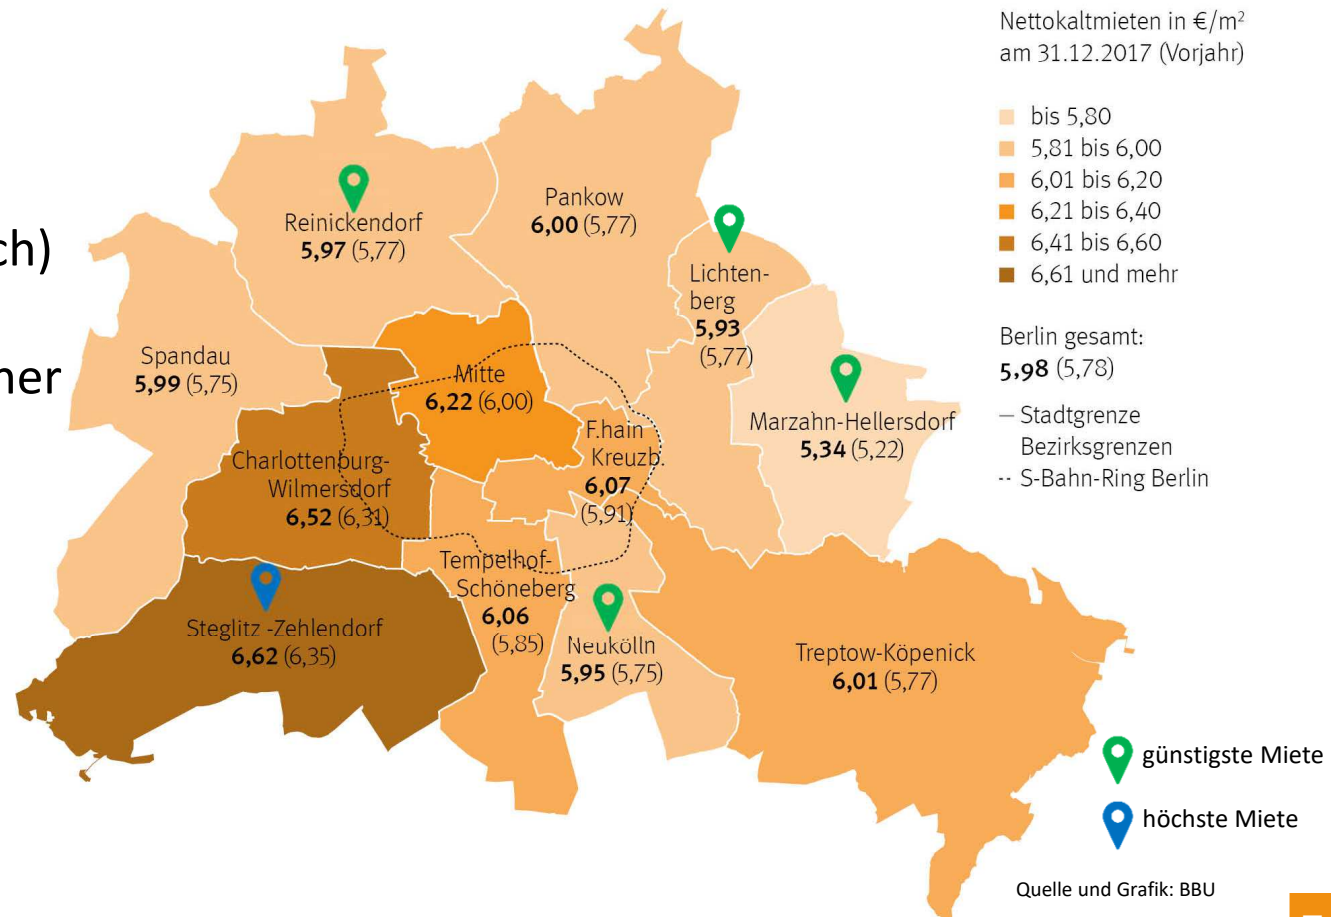 ch)
ner
Nettokaltmieten in €/m²
am 31.12.2017 (Vorjahr)
bis 5,80
5,81 bis 6,00
6,01 bis 6,20
6,21 bis 6,40
6,41 bis 6,60
6,61 und mehr
Berlin gesamt:
5,98 (5,78)
– Stadtgrenze
Bezirksgrenzen
-- S-Bahn-Ring Berlin
Pankow
6,00 (5,77)
Reinickendorf
5,97 (5,77)
Lichten-
berg
5,93
(5,77)
Spandau
5,99 (5,75)
Mitte
6,22 (6,00)
Marzahn-Hellersdorf
5,34 (5,22)
F.hain
Kreuzb.
6,07
(5,91)
Charlottenburg-
Wilmersdorf
6,52 (6,31)
Tempelhof-
Schöneberg
6,06
(5,85)
Steglitz -Zehlendorf
6,62 (6,35)
Neukölln
5,95 (5,75)
Treptow-Köpenick
6,01 (5,77)
günstigste Miete
höchste Miete
Quelle und Grafik: BBU